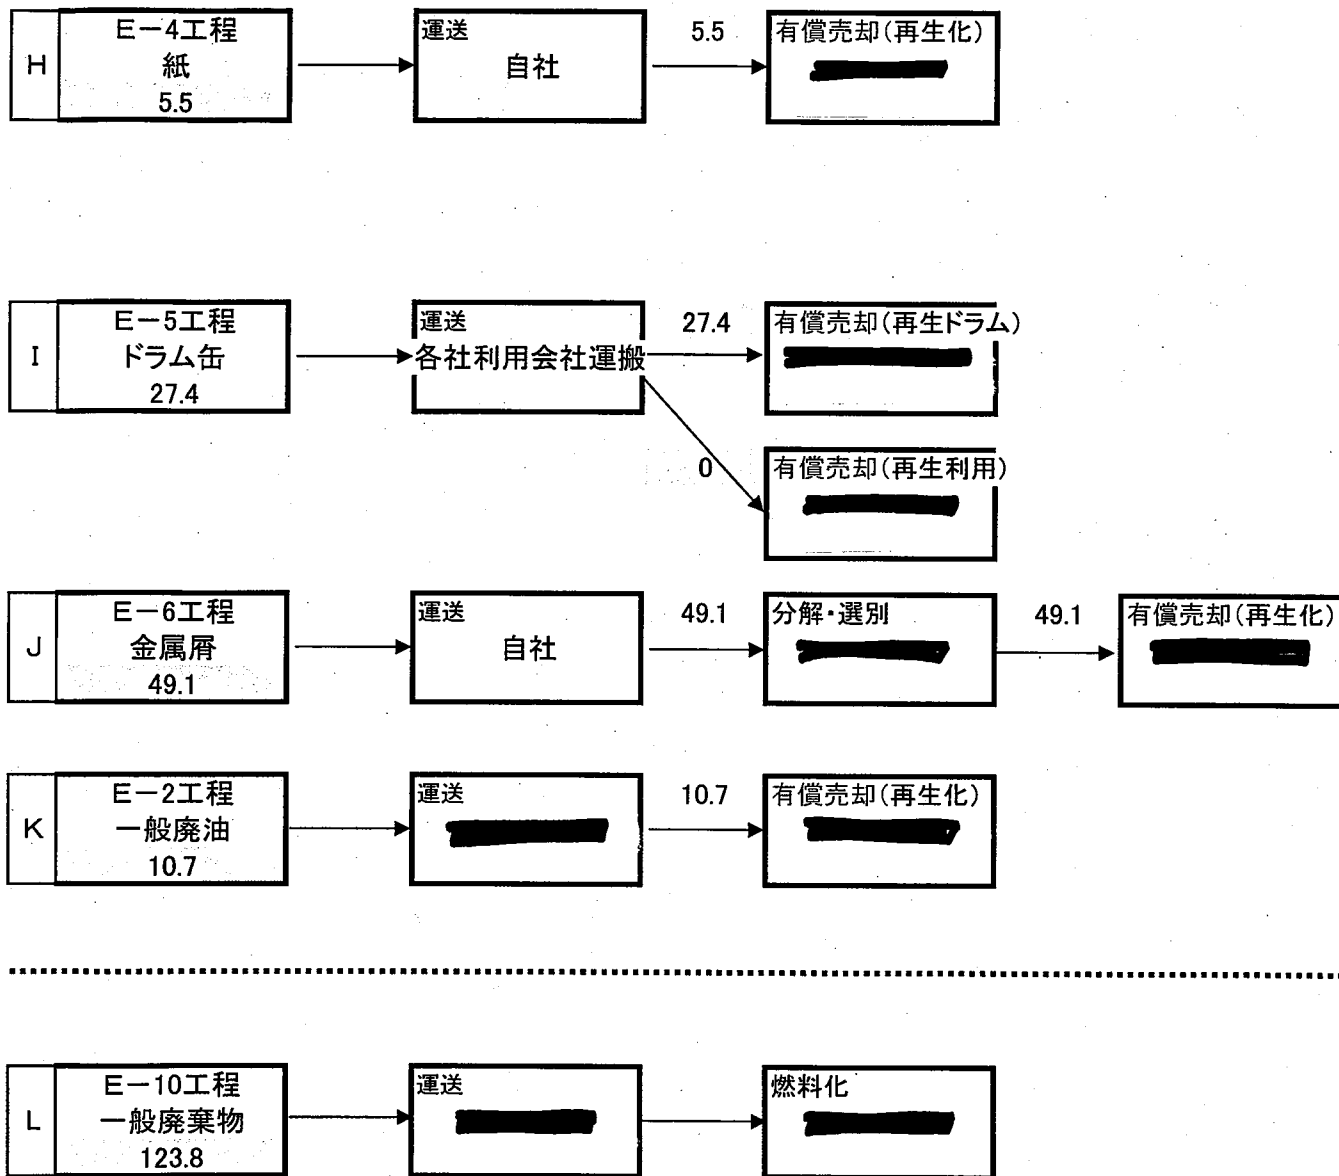 H
E－4工程
紙
5.5
運送
自社
5.5
有償売却(再生化)
I
E－5工程
ドラム缶
27.4
運送
各社利用会社運搬
27.4
有償売却(再生ドラム)
0
有償売却(再生利用)
J
E－6工程
金属屑
49.1
運送
自社
49.1
分解・選別
49.1
有償売却(再生化)
K
E－2工程
一般廃油
10.7
運送
10.7
有償売却(再生化)
L
E－10工程
一般廃棄物
123.8
運送
燃料化